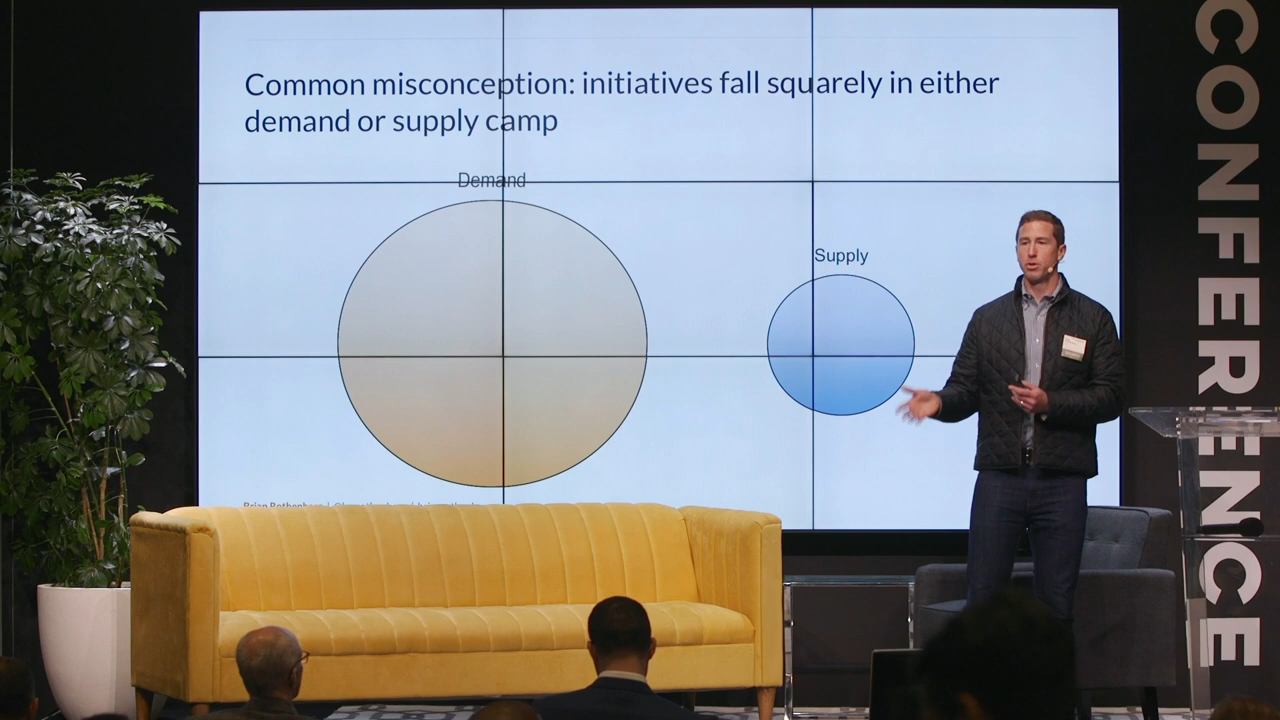 Common misconception: initiatives fall squarely in either
demand or supply camp
Demand
Supply
CONFERENCE